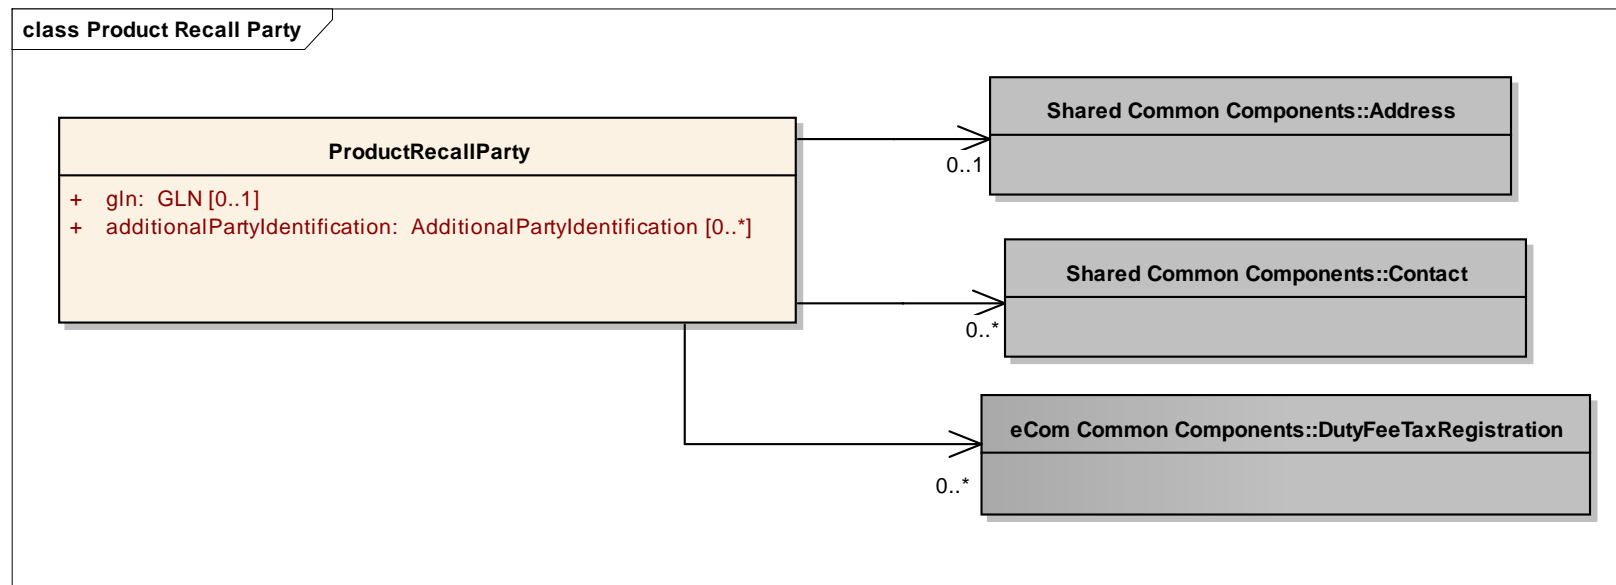 class Product Recall Party
ProductRecallParty
+ gln: GLN [0..1]
+ additionalPartyIdentification: AdditionalPartyIdentification [0..*]
Shared Common Components::Address
0..1
Shared Common Components::Contact
0..*
eCom Common Components::DutyFeeTaxRegistration
0..*